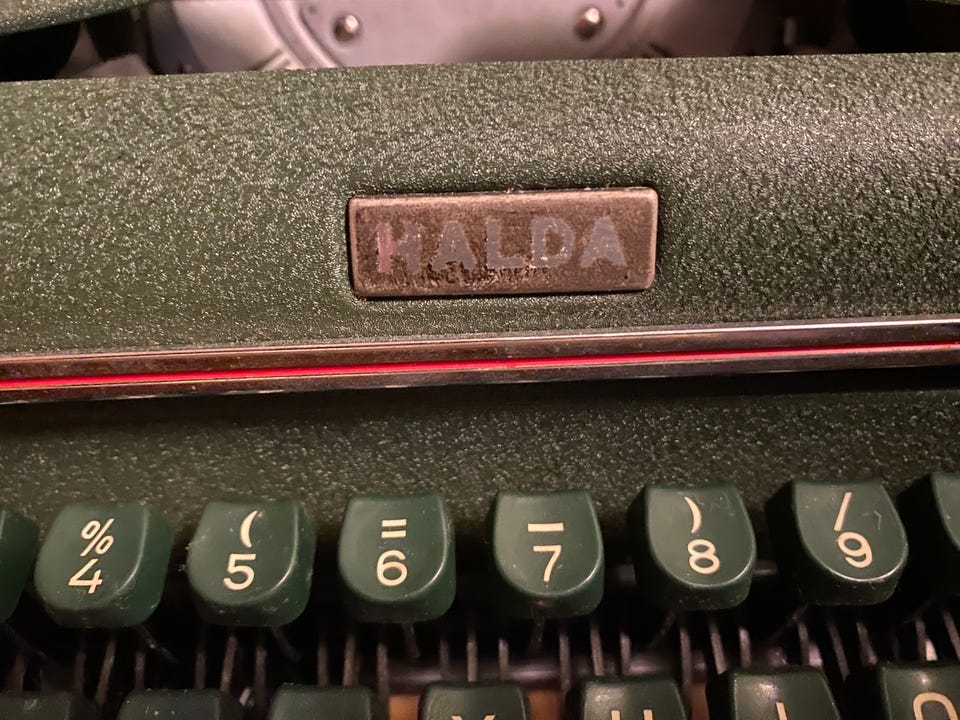 HALDA
% ( = _ ) /
4 5 6 7 8 9